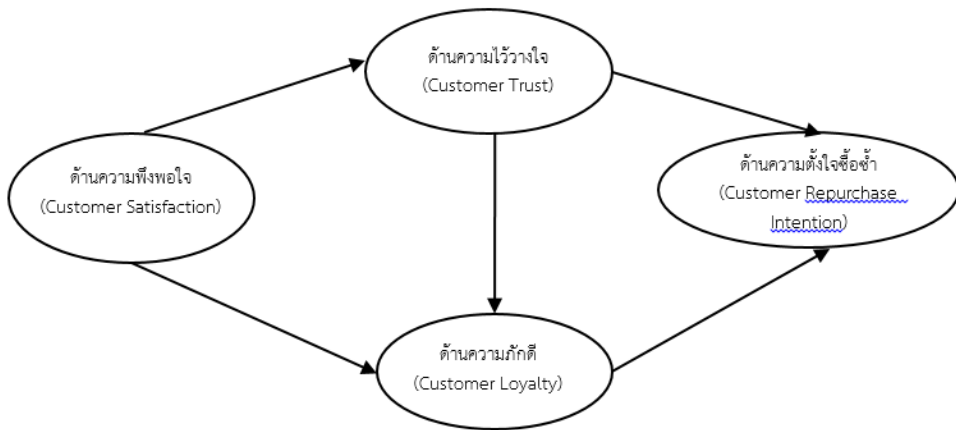 ด้านความไว้วางใจ
(Customer Trust)
ด้านความพึงพอใจ
(Customer Satisfaction)
ด้านความตั้งใจซื้อซ้ำ
(Customer Repurchase
Intention)
ด้านความภักดี
(Customer Loyalty)